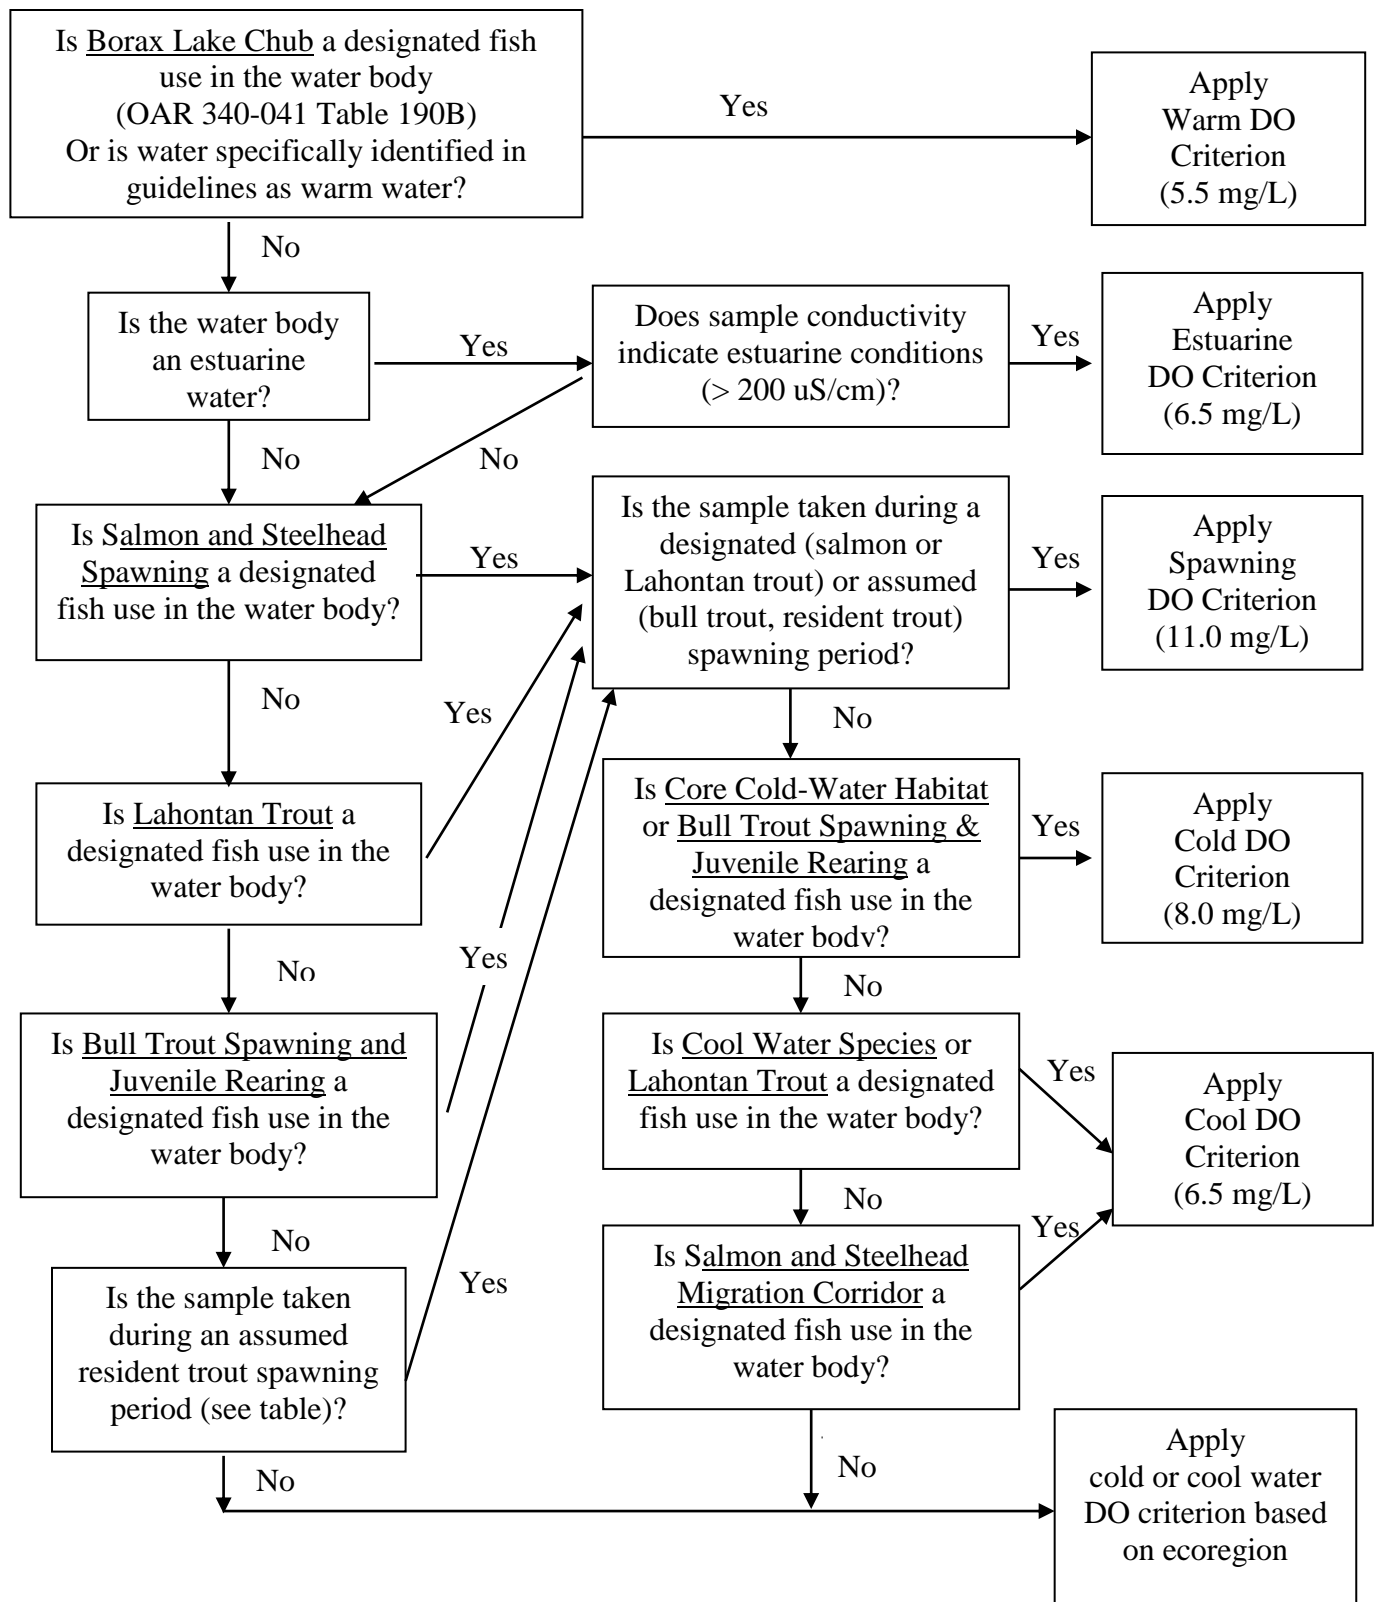 Is Borax Lake Chub a designated fish
use in the water body
(OAR 340-041 Table 190B)
Or is water specifically identified in
guidelines as warm water?
Yes
Apply
Warm DO
Criterion
(5.5 mg/L)
No
Is the water body
an estuarine
water?
Yes
Does sample conductivity
indicate estuarine conditions
(> 200 uS/cm)?
Yes
Apply
Estuarine
DO Criterion
(6.5 mg/L)
No
No
Is Salmon and Steelhead
Spawning a designated
fish use in the water body?
Yes
Is the sample taken during a
designated (salmon or
Lahontan trout) or assumed
(bull trout, resident trout)
spawning period?
Yes
Apply
Spawning
DO Criterion
(11.0 mg/L)
No
Yes
No
Is Lahontan Trout a
designated fish use in the
water body?
Is Core Cold-Water Habitat
or Bull Trout Spawning &
Juvenile Rearing a
designated fish use in the
water body?
Yes
Apply
Cold DO
Criterion
(8.0 mg/L)
No
Yes
No
Is Bull Trout Spawning and
Juvenile Rearing a
designated fish use in the
water body?
Is Cool Water Species or
Lahontan Trout a designated
fish use in the water body?
Yes
Apply
Cool DO
Criterion
(6.5 mg/L)
No
Yes
No
Yes
Is the sample taken
during an assumed
resident trout spawning
period (see table)?
Is Salmon and Steelhead
Migration Corridor a
designated fish use in the
water body?
No
No
Apply
cold or cool water
DO criterion based
on ecoregion